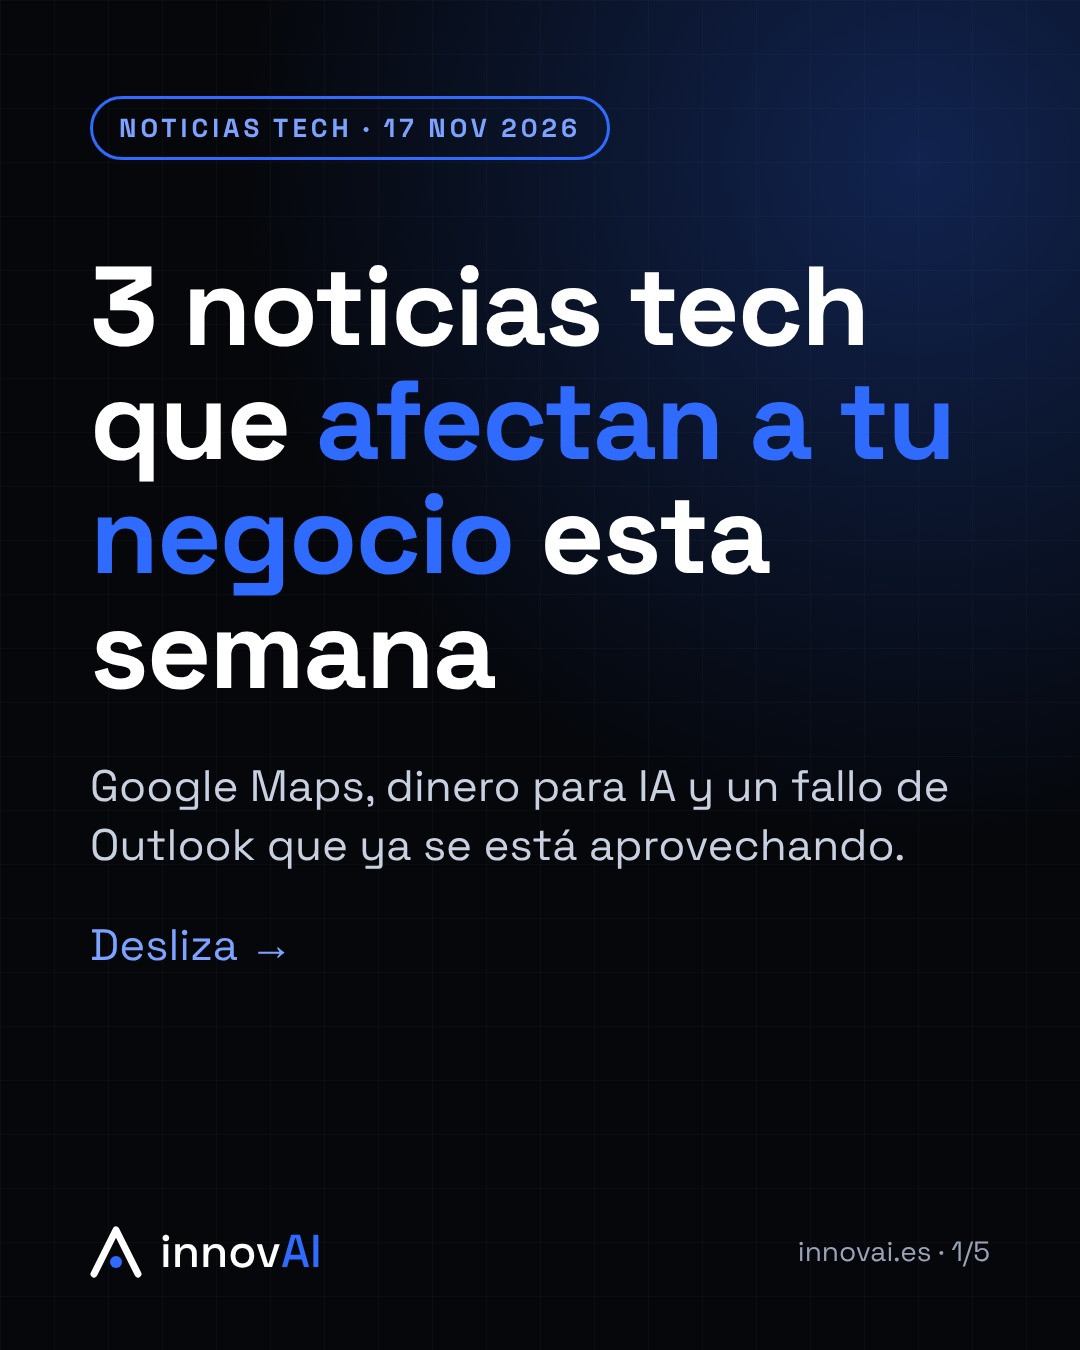 NOTICIAS TECH · 17 NOV 2026
3 noticias tech
que afectan a tu
negocio esta
semana
Google Maps, dinero para IA y un fallo de
Outlook que ya se está aprovechando.
Desliza →
innovAI
innovai.es · 1/5